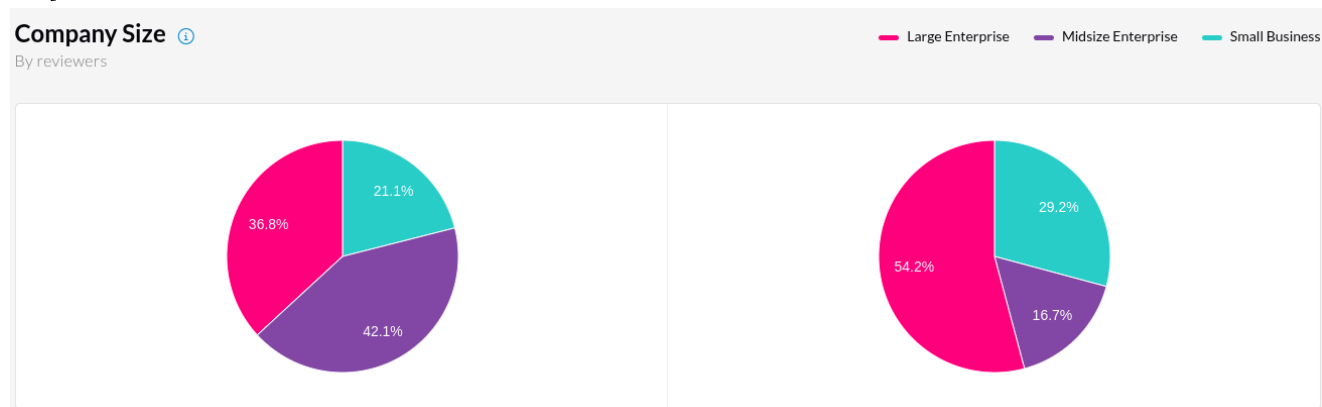 Company Size
Large Enterprise Midsize Enterprise Small Business
By reviewers
21.1%
36.8%
42.1%
29.2%
54.2%
16.7%